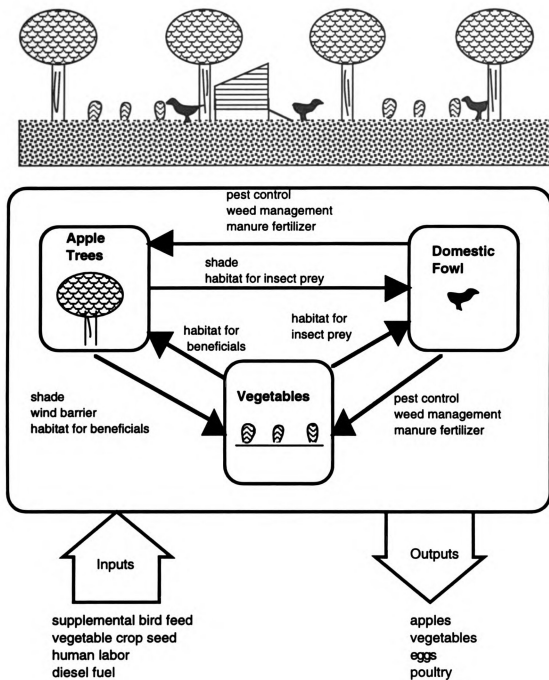 pest control
weed management
manure fertilizer
Apple
Trees
Domestic
Fowl
shade
habitat for insect prey
habitat for
beneficials
habitat for
insect prey
Vegetables
shade
wind barrier
habitat for beneficials
pest control
weed management
manure fertilizer
Inputs
Outputs
supplemental bird feed
vegetable crop seed
human labor
diesel fuel
apples
vegetables
eggs
poultry